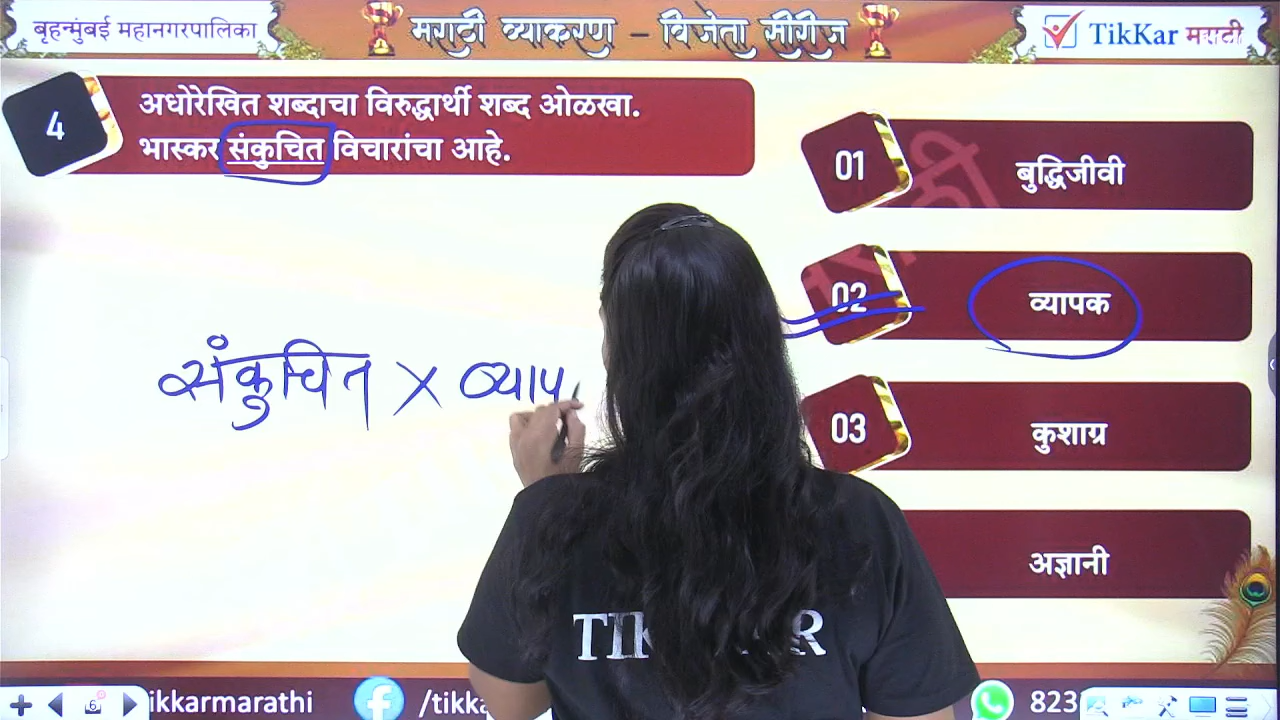 बृहन्मुंबई महानगरपालिका
मराठी व्याकरण - विजेता सीरीज
TikKar मराठी
4
अधोरेखित शब्दाचा विरुद्धार्थी शब्द ओळखा.
भास्कर संकुचित विचारांचा आहे.
01
बुद्धिजीवी
02
व्यापक
03
कुशाग्र
अज्ञानी
संकुचित X व्याप
ikkarmarathi
/tikka
823
6